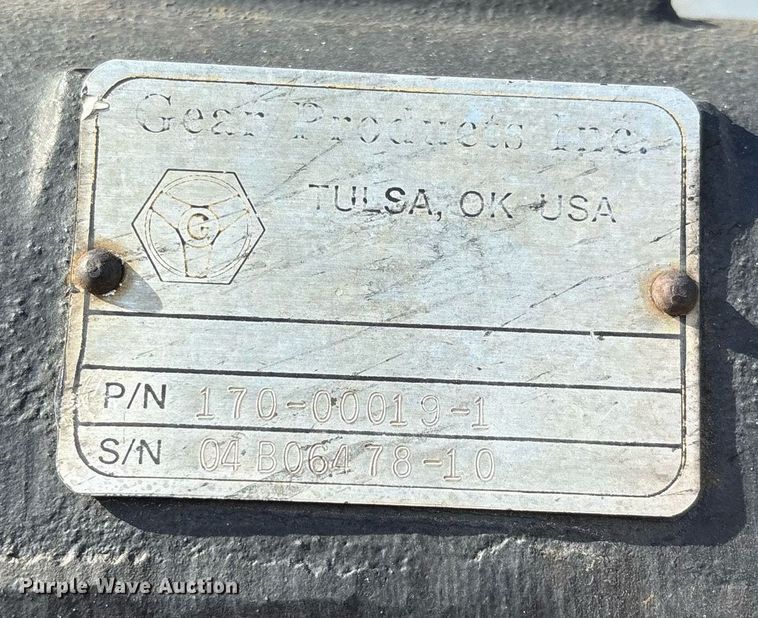 Gear Products Inc.
G
TULSA, OK USA
P/N 170-00019-1
S/N 04B06478-10
Purple Wave Auction